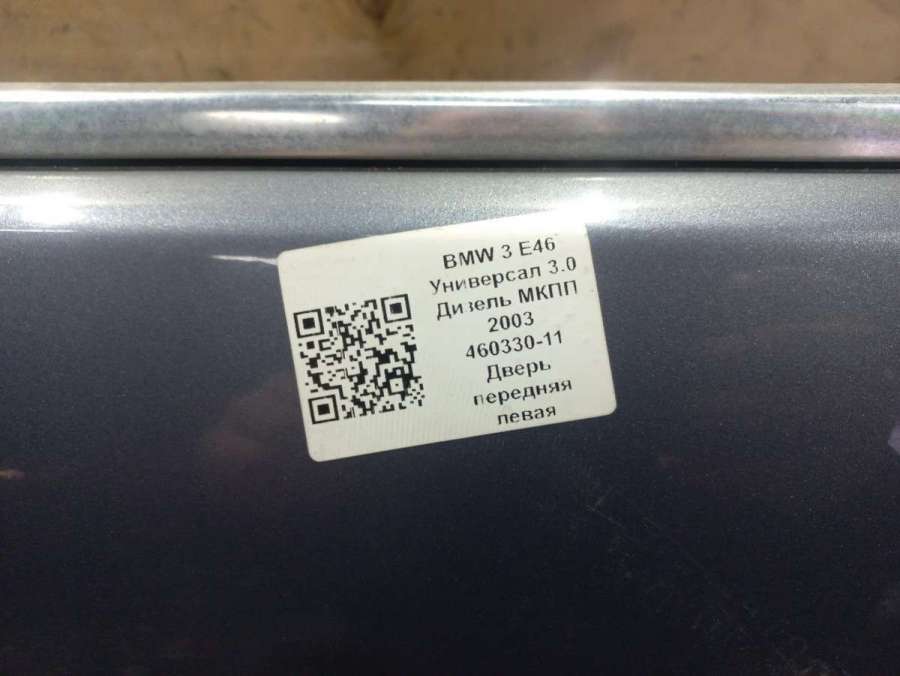 BMW 3 E46
Универсал 3.0
Дизель МКПП
2003
460330-11
Дверь
передняя
левая